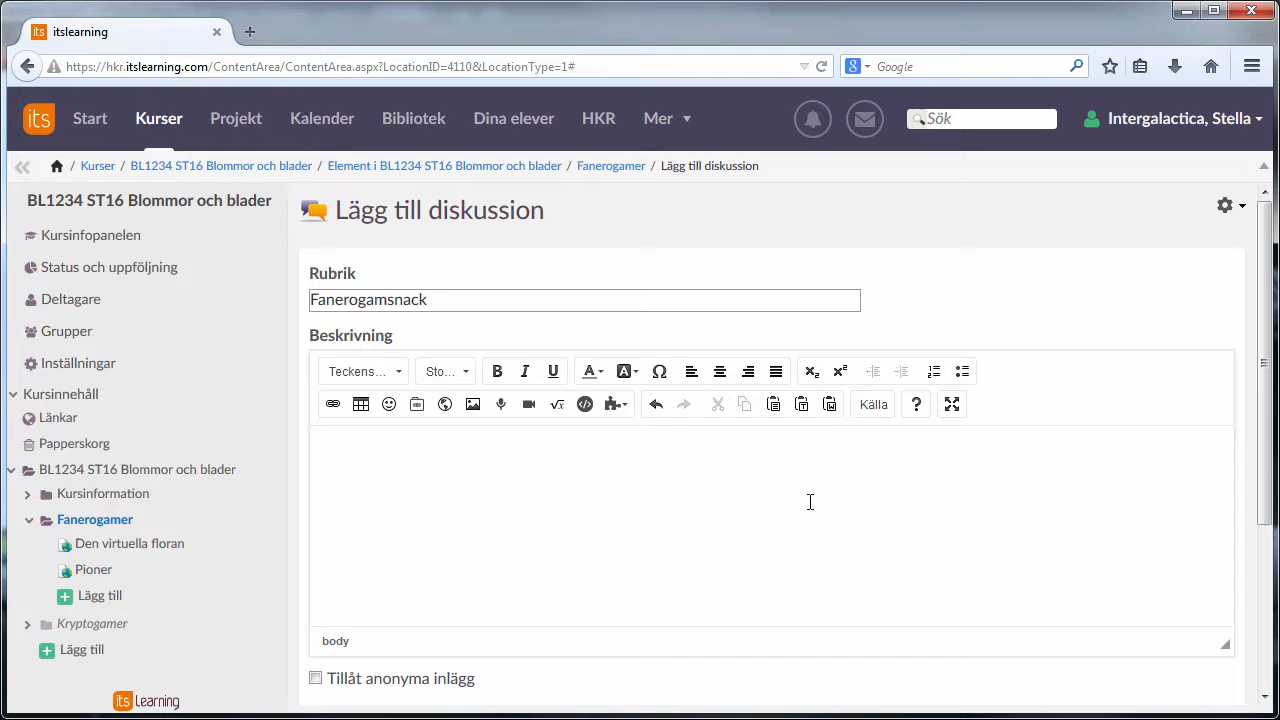 itslearning
https://hkr.itslearning.com/ContentArea/ContentArea.aspx?LocationID=4110&LocationType=1#
Google
its
Start
Kurser
Projekt
Kalender
Bibliotek
Dina elever
HKR
Mer
Sök
Intergalactica, Stella
/ Kurser / BL1234 ST16 Blommor och blader / Element i BL1234 ST16 Blommor och blader / Fanerogamer / Lägg till diskussion
BL1234 ST16 Blommor och blader
Kursinfopanelen
Status och uppföljning
Deltagare
Grupper
Inställningar
Kursinnehåll
Länkar
Papperskorg
BL1234 ST16 Blommor och blader
Kursinformation
Fanerogamer
Den virtuella floran
Pioner
Lägg till
Kryptogamer
Lägg till
its Learning
Lägg till diskussion
Rubrik
Fanerogamsnack
Beskrivning
Teckens... Sto... B I U A A Ω X₂ X²
Källa ?
body
Tillåt anonyma inlägg